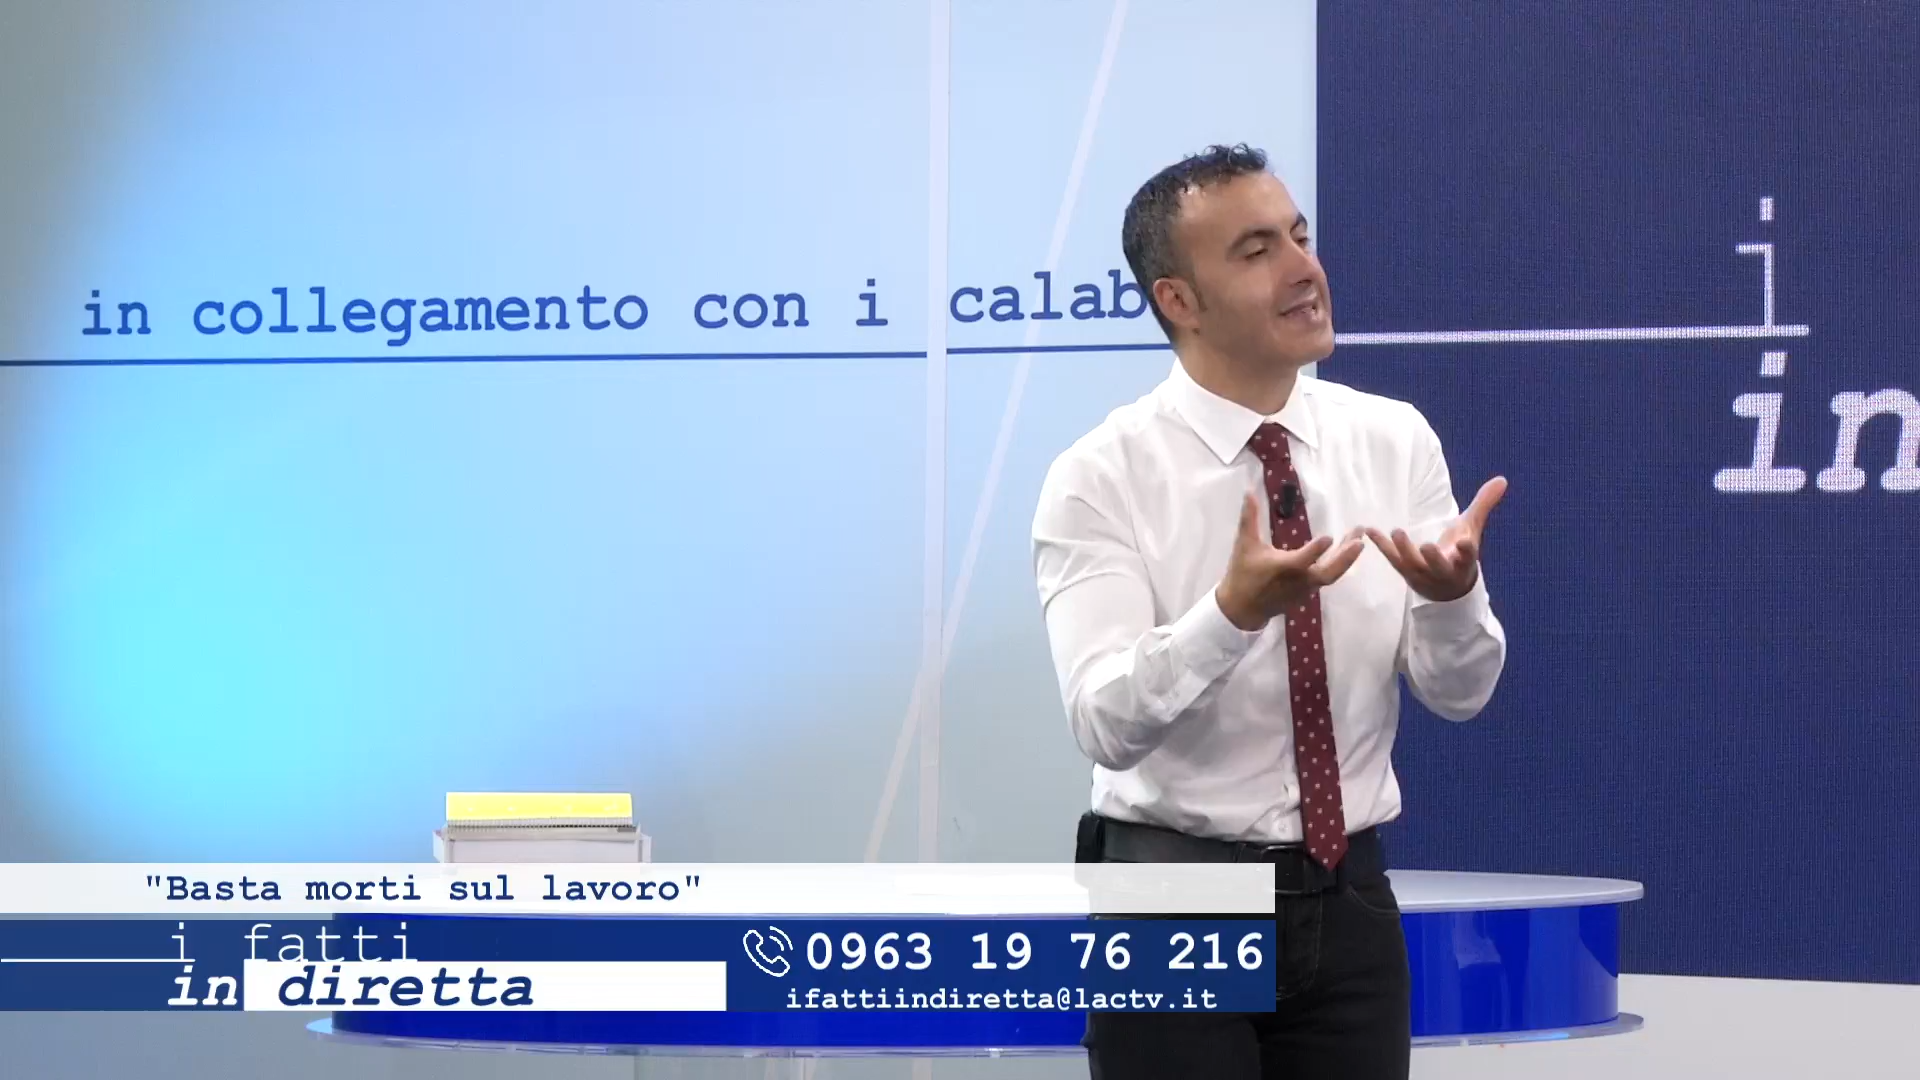 in collegamento con i calab
i
in
"Basta morti sul lavoro"
i fatti
in diretta
0963 19 76 216
ifattiindiretta@lactv.it